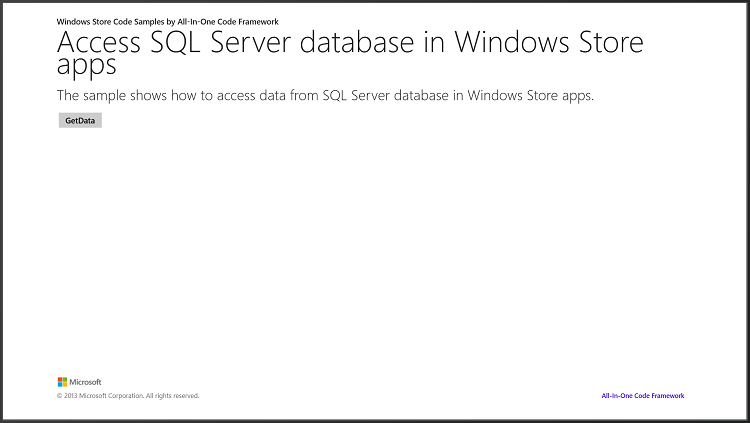 Windows Store Code Samples by All-In-One Code Framework
Access SQL Server database in Windows Store
apps
The sample shows how to access data from SQL Server database in Windows Store apps.
GetData
Microsoft
© 2013 Microsoft Corporation. All rights reserved.
All-In-One Code Framework